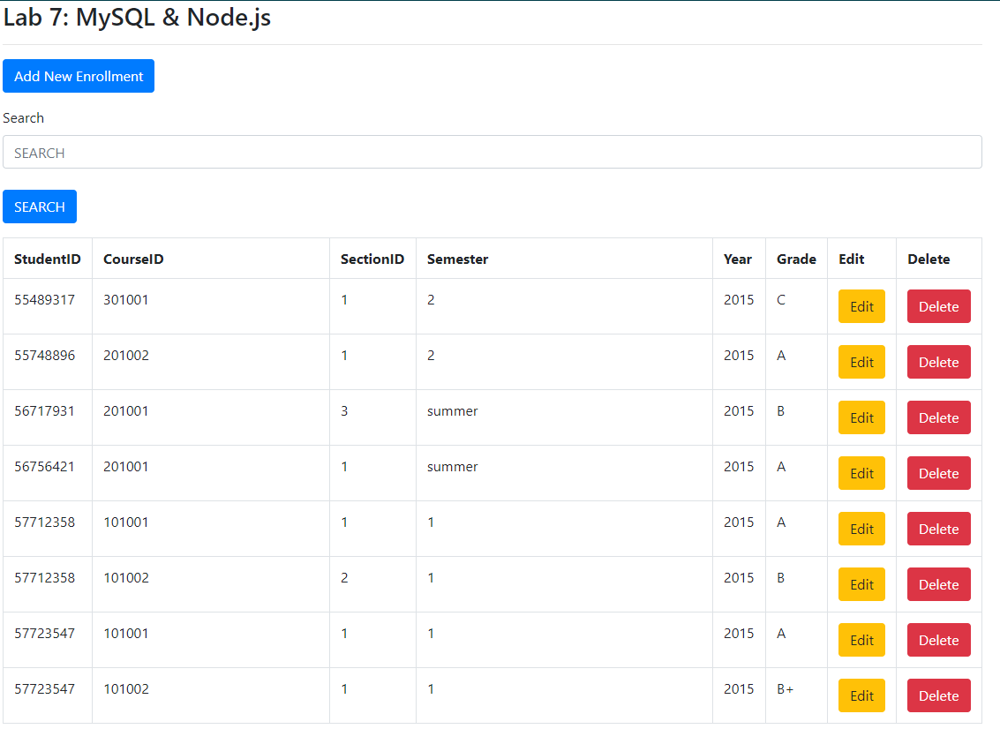 Lab 7: MySQL & Node.js
Add New Enrollment
Search
SEARCH
SEARCH
StudentID CourseID SectionID Semester Year Grade Edit Delete
55489317 301001 1 2 2015 C Edit Delete
55748896 201002 1 2 2015 A Edit Delete
56717931 201001 3 summer 2015 B Edit Delete
56756421 201001 1 summer 2015 A Edit Delete
57712358 101001 1 1 2015 A Edit Delete
57712358 101002 2 1 2015 B Edit Delete
57723547 101001 1 1 2015 A Edit Delete
57723547 101002 1 1 2015 B+ Edit Delete